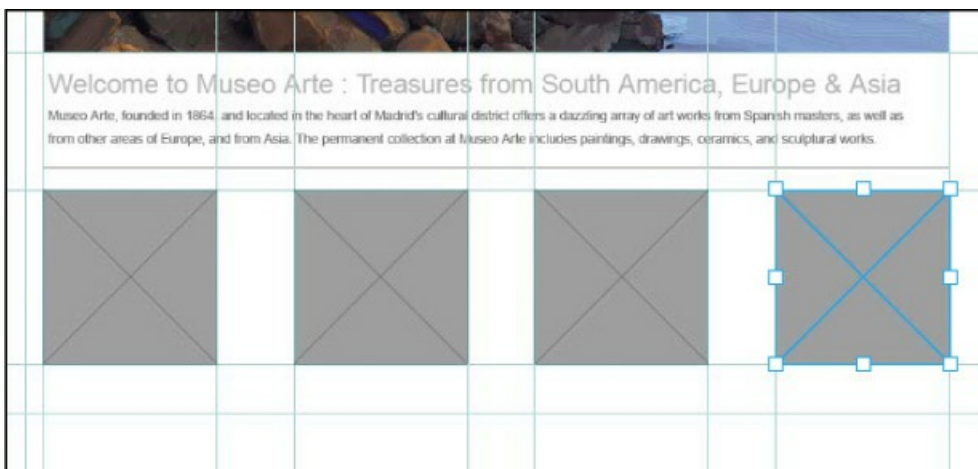 Welcome to Museo Arte : Treasures from South America, Europe & Asia
Museo Arte, founded in 1864, and located in the heart of Madrid's cultural district offers a dazzling array of art works from Spanish masters, as well as
from other areas of Europe, and from Asia. The permanent collection at Museo Arte includes paintings, drawings, ceramics, and sculptural works.